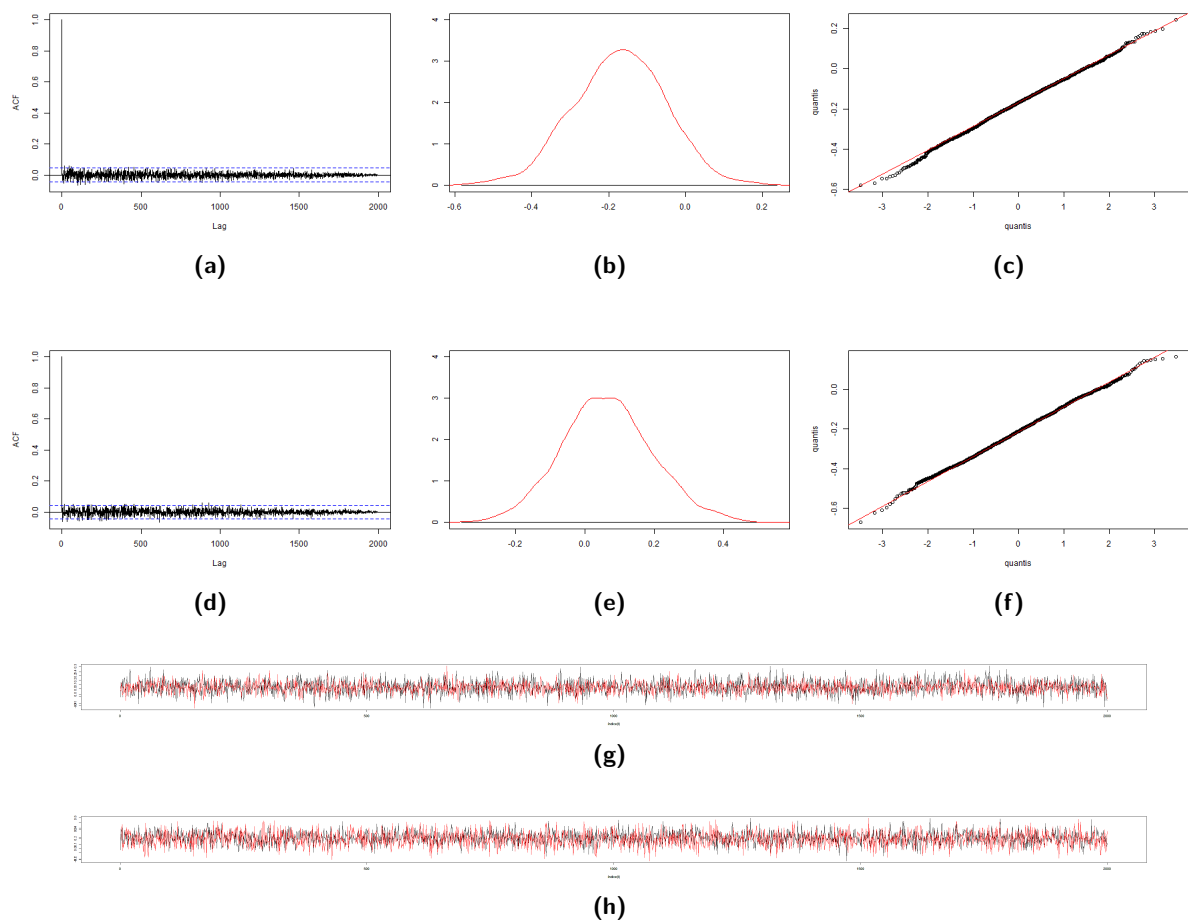 ACF
0.0 0.2 0.4 0.6 0.8 1.0
0 500 1000 1500 2000
Lag
(a)
0 1 2 3 4
-0.6 -0.4 -0.2 0.0 0.2
(b)
quantis
-0.6 -0.4 -0.2 0.0 0.2
-3 -2 -1 0 1 2 3
quantis
(c)
ACF
0.0 0.2 0.4 0.6 0.8 1.0
0 500 1000 1500 2000
Lag
(d)
0 1 2 3 4
-0.2 0.0 0.2 0.4
(e)
quantis
-0.6 -0.4 -0.2 0.0
-3 -2 -1 0 1 2 3
quantis
(f)
0 500 1000 1500 2000
(g)
0 500 1000 1500 2000
(h)